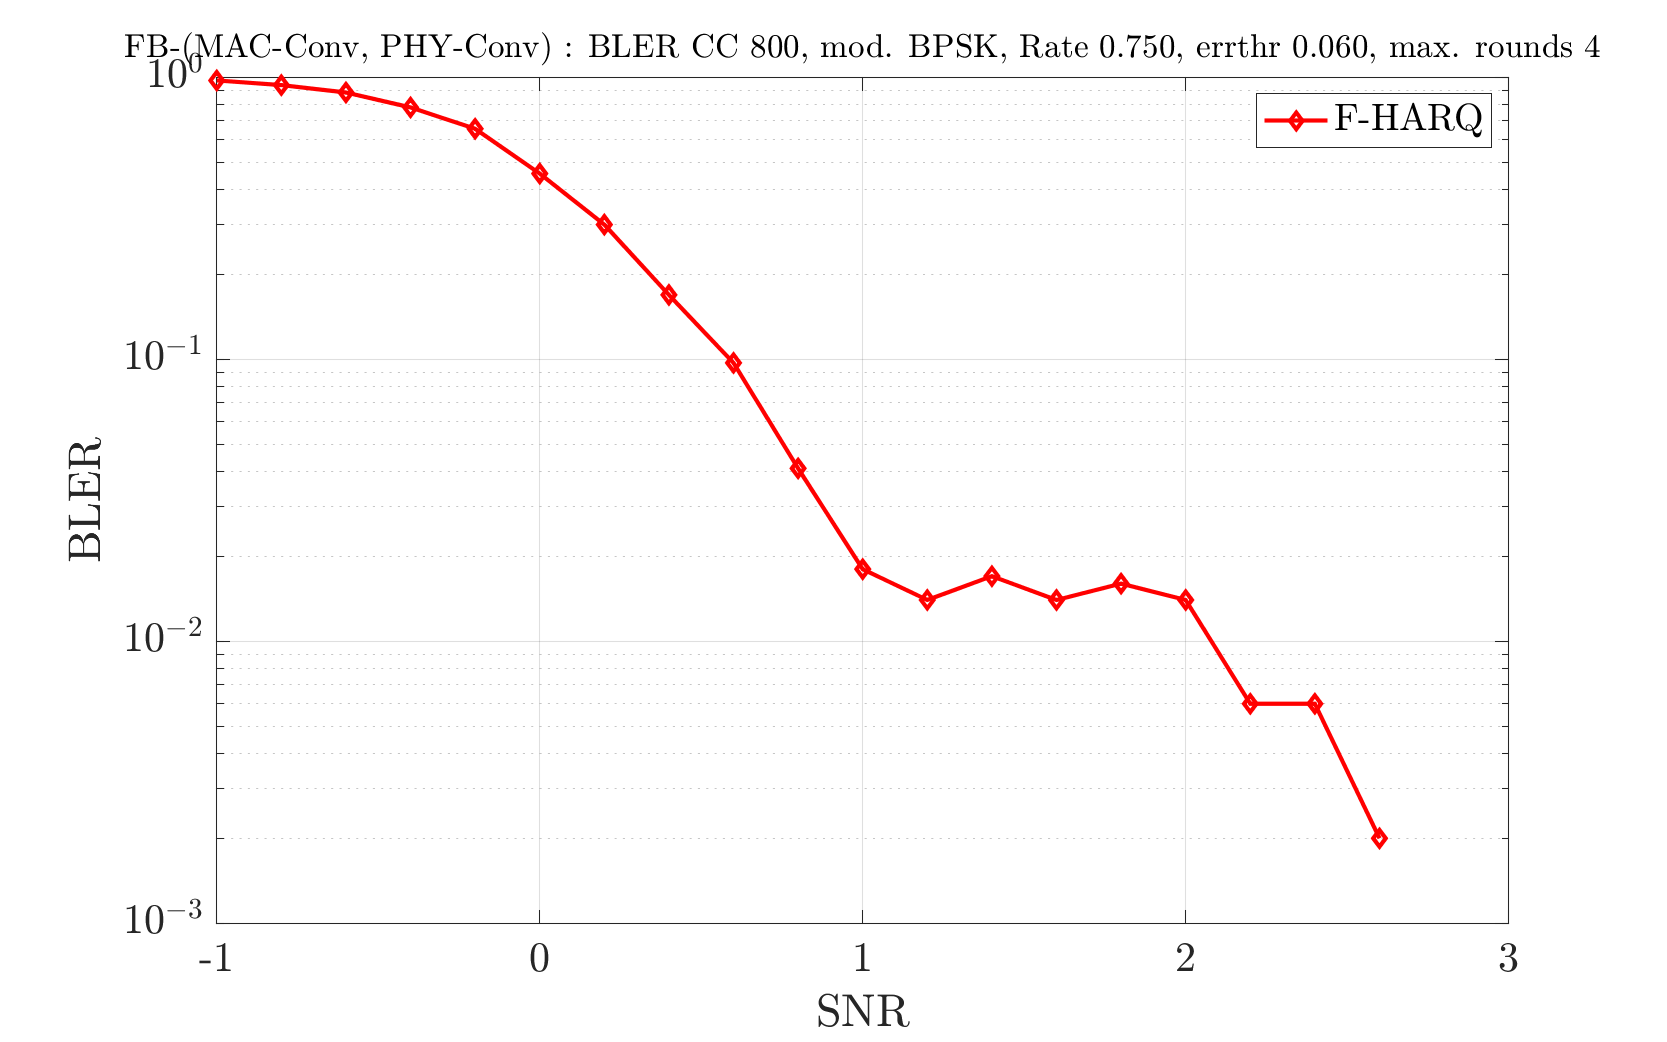 FB-(MAC-Conv, PHY-Conv) : BLER CC 800, mod. BPSK, Rate 0.750, errthr 0.060, max. rounds 4
10^0
F-HARQ
10^{-1}
BLER
10^{-2}
10^{-3}
-1 0 1 2 3
SNR